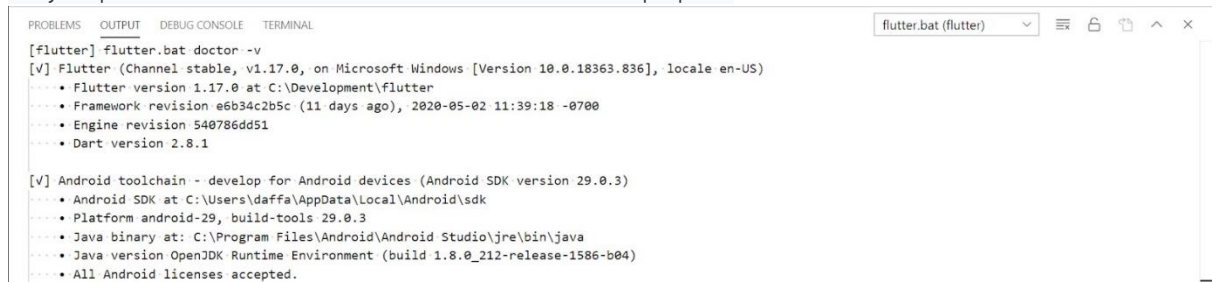 PROBLEMS OUTPUT DEBUG CONSOLE TERMINAL flutter.bat (flutter)
[flutter] flutter.bat doctor -v
[√] Flutter (Channel stable, v1.17.0, on Microsoft Windows [Version 10.0.18363.836], locale en-US)
• Flutter version 1.17.0 at C:\Development\flutter
• Framework revision e6b34c2b5c (11 days ago), 2020-05-02 11:39:18 -0700
• Engine revision 540786dd51
• Dart version 2.8.1
[√] Android toolchain - develop for Android devices (Android SDK version 29.0.3)
• Android SDK at C:\Users\daffa\AppData\Local\Android\sdk
• Platform android-29, build-tools 29.0.3
• Java binary at: C:\Program Files\Android\Android Studio\jre\bin\java
• Java version OpenJDK Runtime Environment (build 1.8.0_212-release-1586-b04)
• All Android licenses accepted.